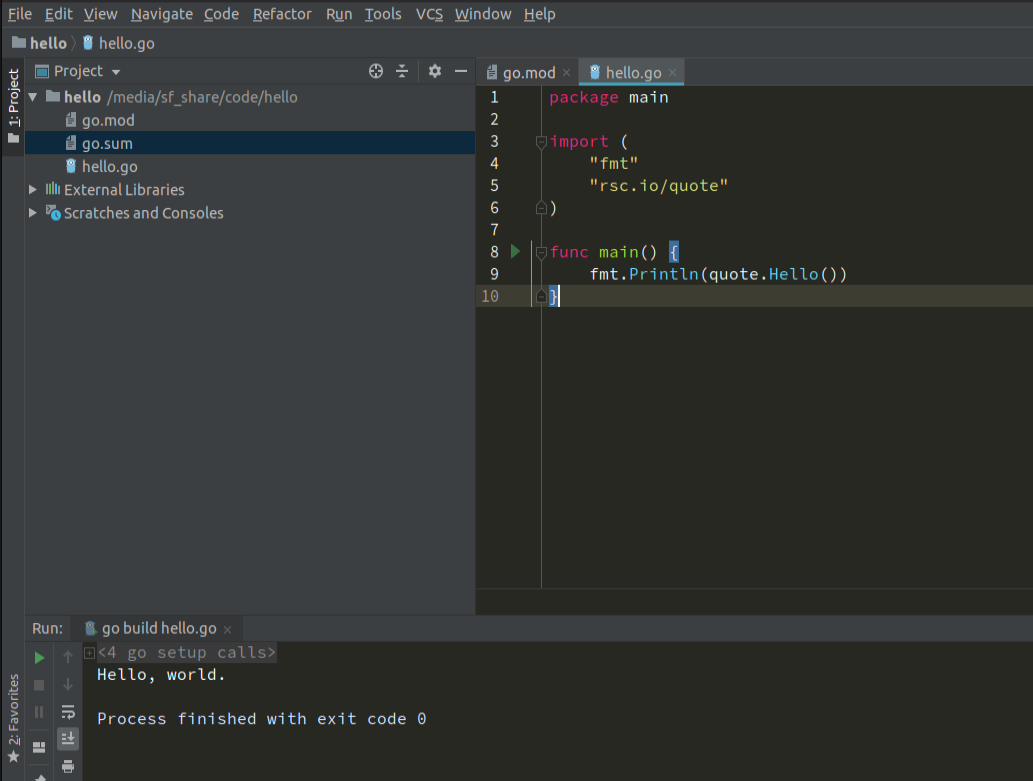 File Edit View Navigate Code Refactor Run Tools VCS Window Help
hello hello.go
1: Project
Project
hello /media/sf_share/code/hello
go.mod
go.sum
hello.go
External Libraries
Scratches and Consoles
go.mod hello.go
1 package main
2
3 import (
4 "fmt"
5 "rsc.io/quote"
6 )
7
8 func main() {
9 fmt.Println(quote.Hello())
10 }
Run: go build hello.go
<4 go setup calls>
Hello, world.
Process finished with exit code 0
2: Favorites